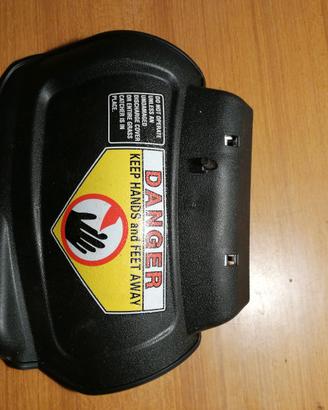 DO NOT OPERATE
UNLESS AN
UNDAMAGED
DISCHARGE COVER
OR ENTIRE GRASS
CATCHER IS IN
PLACE.
DANGER
KEEP HANDS and FEET AWAY